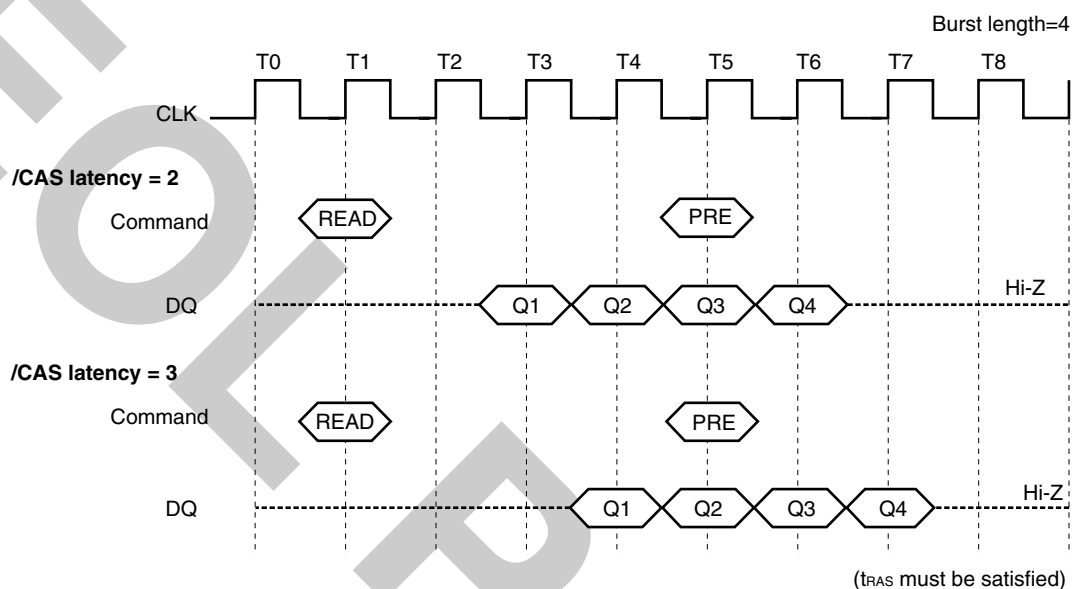 Burst length=4
T0 T1 T2 T3 T4 T5 T6 T7 T8
CLK
/CAS latency = 2
Command READ PRE
DQ Q1 Q2 Q3 Q4 Hi-Z
/CAS latency = 3
Command READ PRE
DQ Q1 Q2 Q3 Q4 Hi-Z
(tRAS must be satisfied)